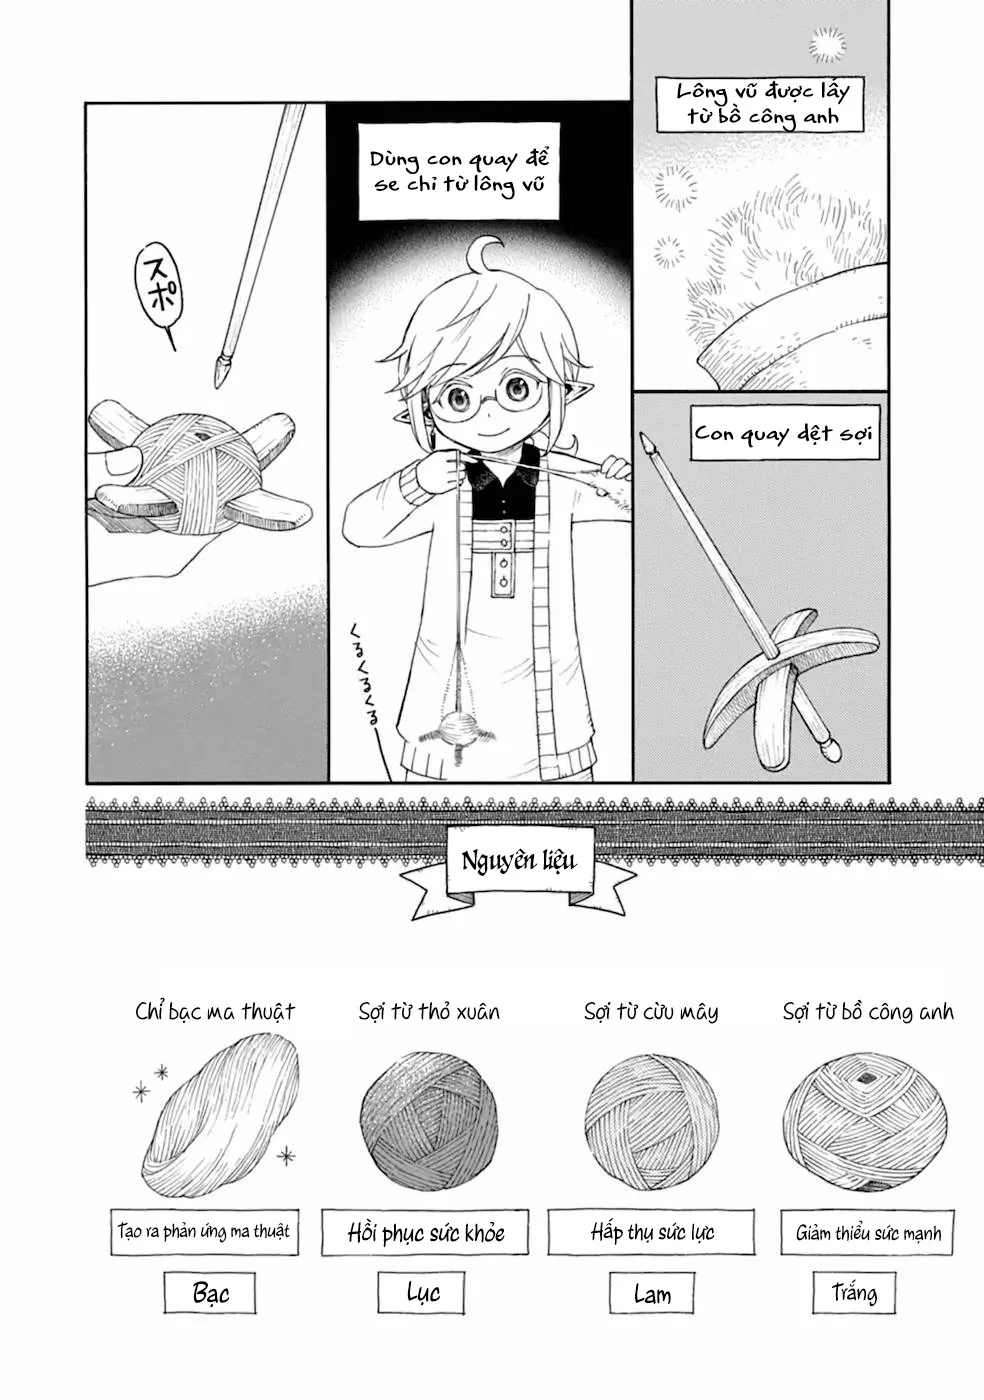 Lông vũ được lấy
từ bồ công anh
Con quay dệt sợi
Dùng con quay để
se chỉ từ lông vũ
くるくるくるくる
スポ
Nguyên liệu
Sợi từ bồ công anh
Giảm thiểu sức mạnh
Trắng
Sợi từ cừu mây
Hấp thụ sức lực
Lam
Sợi từ thỏ xuân
Hồi phục sức khỏe
Lục
Chỉ bạc ma thuật
Tạo ra phản ứng ma thuật
Bạc